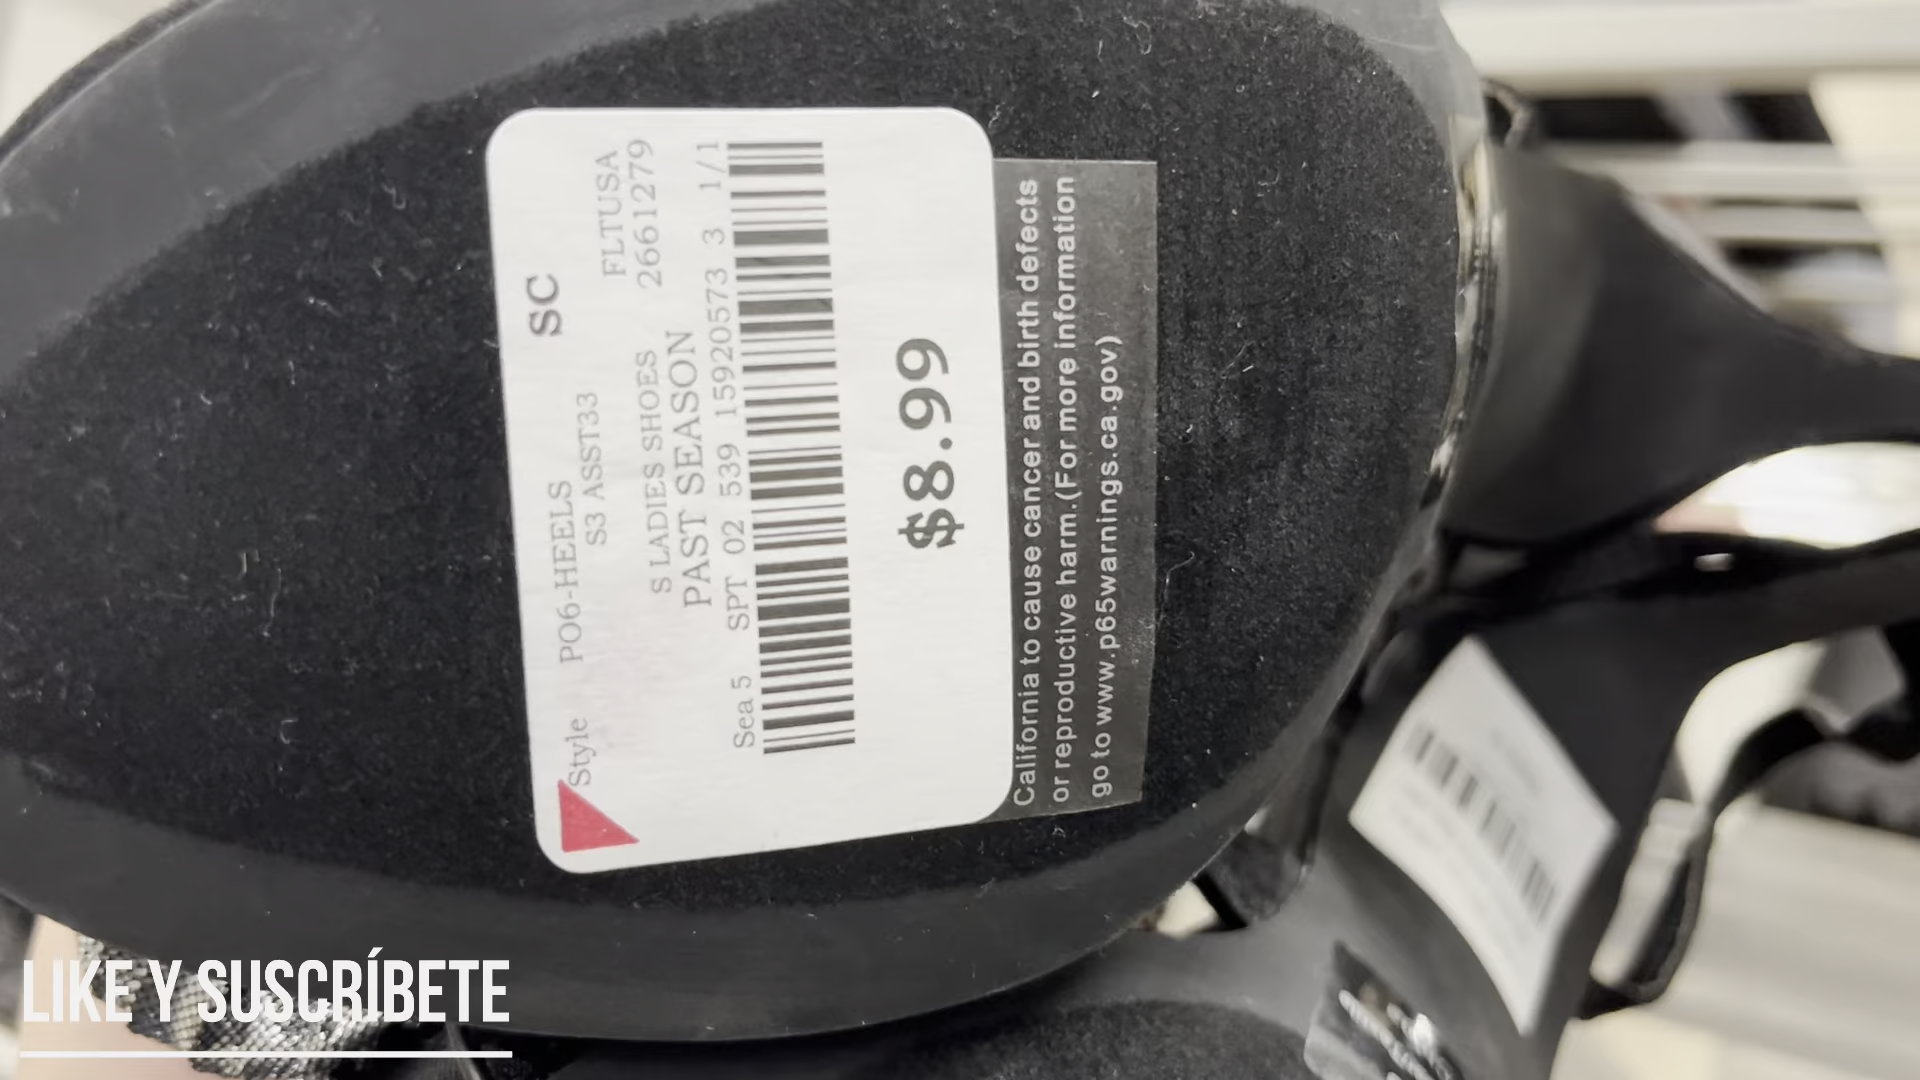 SC
Style PO6-HEELS
S3 ASST33
FLTUSA
S LADIES SHOES 2661279
PAST SEASON
Sea 5 SPT 02 539 159205573 3 1/1
$8.99
California to cause cancer and birth defects
or reproductive harm.(For more information
go to www.p65warnings.ca.gov)
LIKE Y SUSCRÍBETE